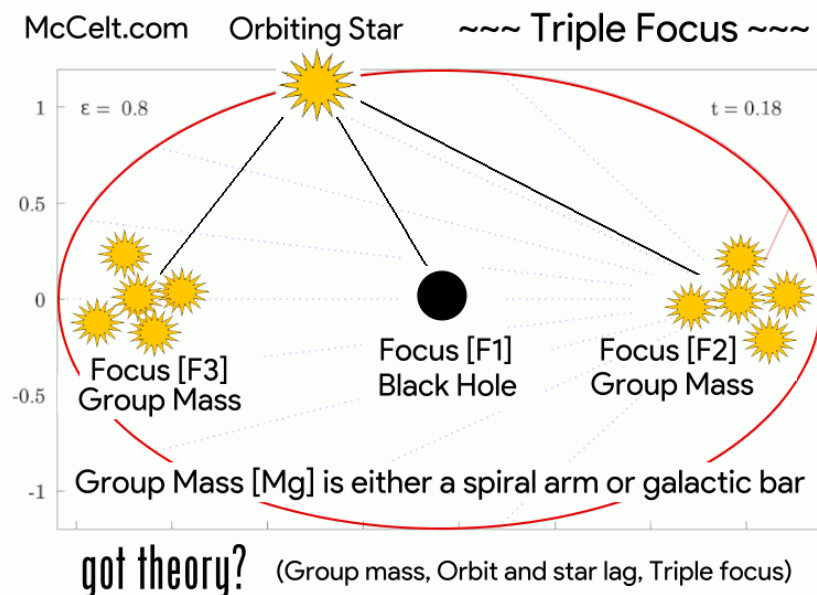 McCelt.com
Orbiting Star
~~~ Triple Focus ~~~
1
ε = 0.8
t = 0.18
0.5
0
Focus [F3]
Group Mass
Focus [F1]
Black Hole
Focus [F2]
Group Mass
-0.5
-1
Group Mass [Mg] is either a spiral arm or galactic bar
got theory?
(Group mass, Orbit and star lag, Triple focus)